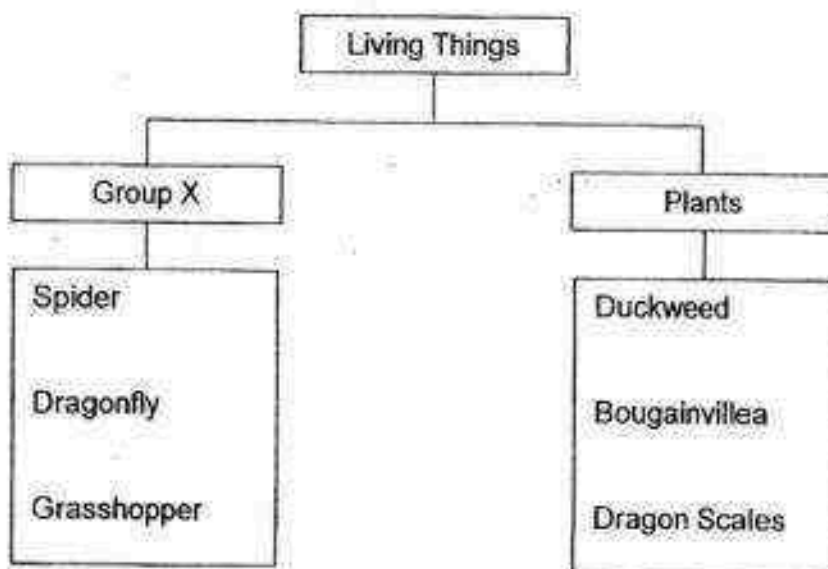 Living Things
Group X
Plants
Spider
Dragonfly
Grasshopper
Duckweed
Bougainvillea
Dragon Scales